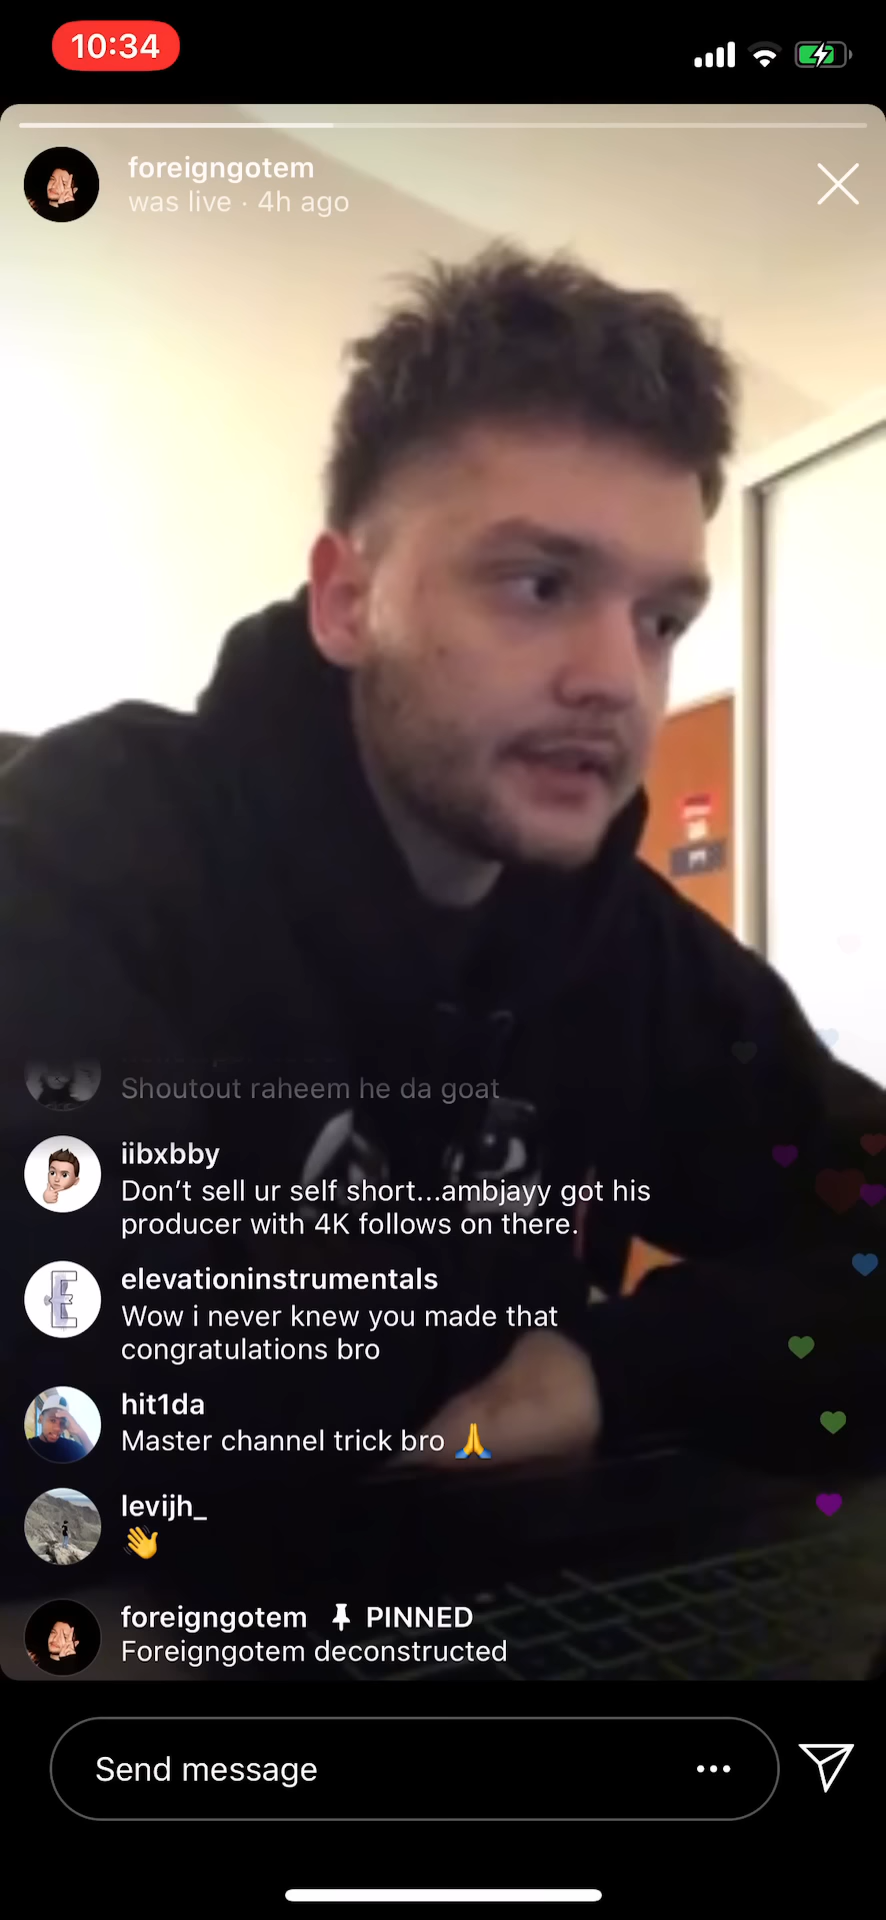 10:34
foreigngotem
was live · 4h ago
Shoutout raheem he da goat
iibxbby
Don’t sell ur self short...ambjayy got his
producer with 4K follows on there.
elevationinstrumentals
Wow i never knew you made that
congratulations bro
hit1da
Master channel trick bro 🙏
levijh_
👋
foreigngotem 📌 PINNED
Foreigngotem deconstructed
Send message